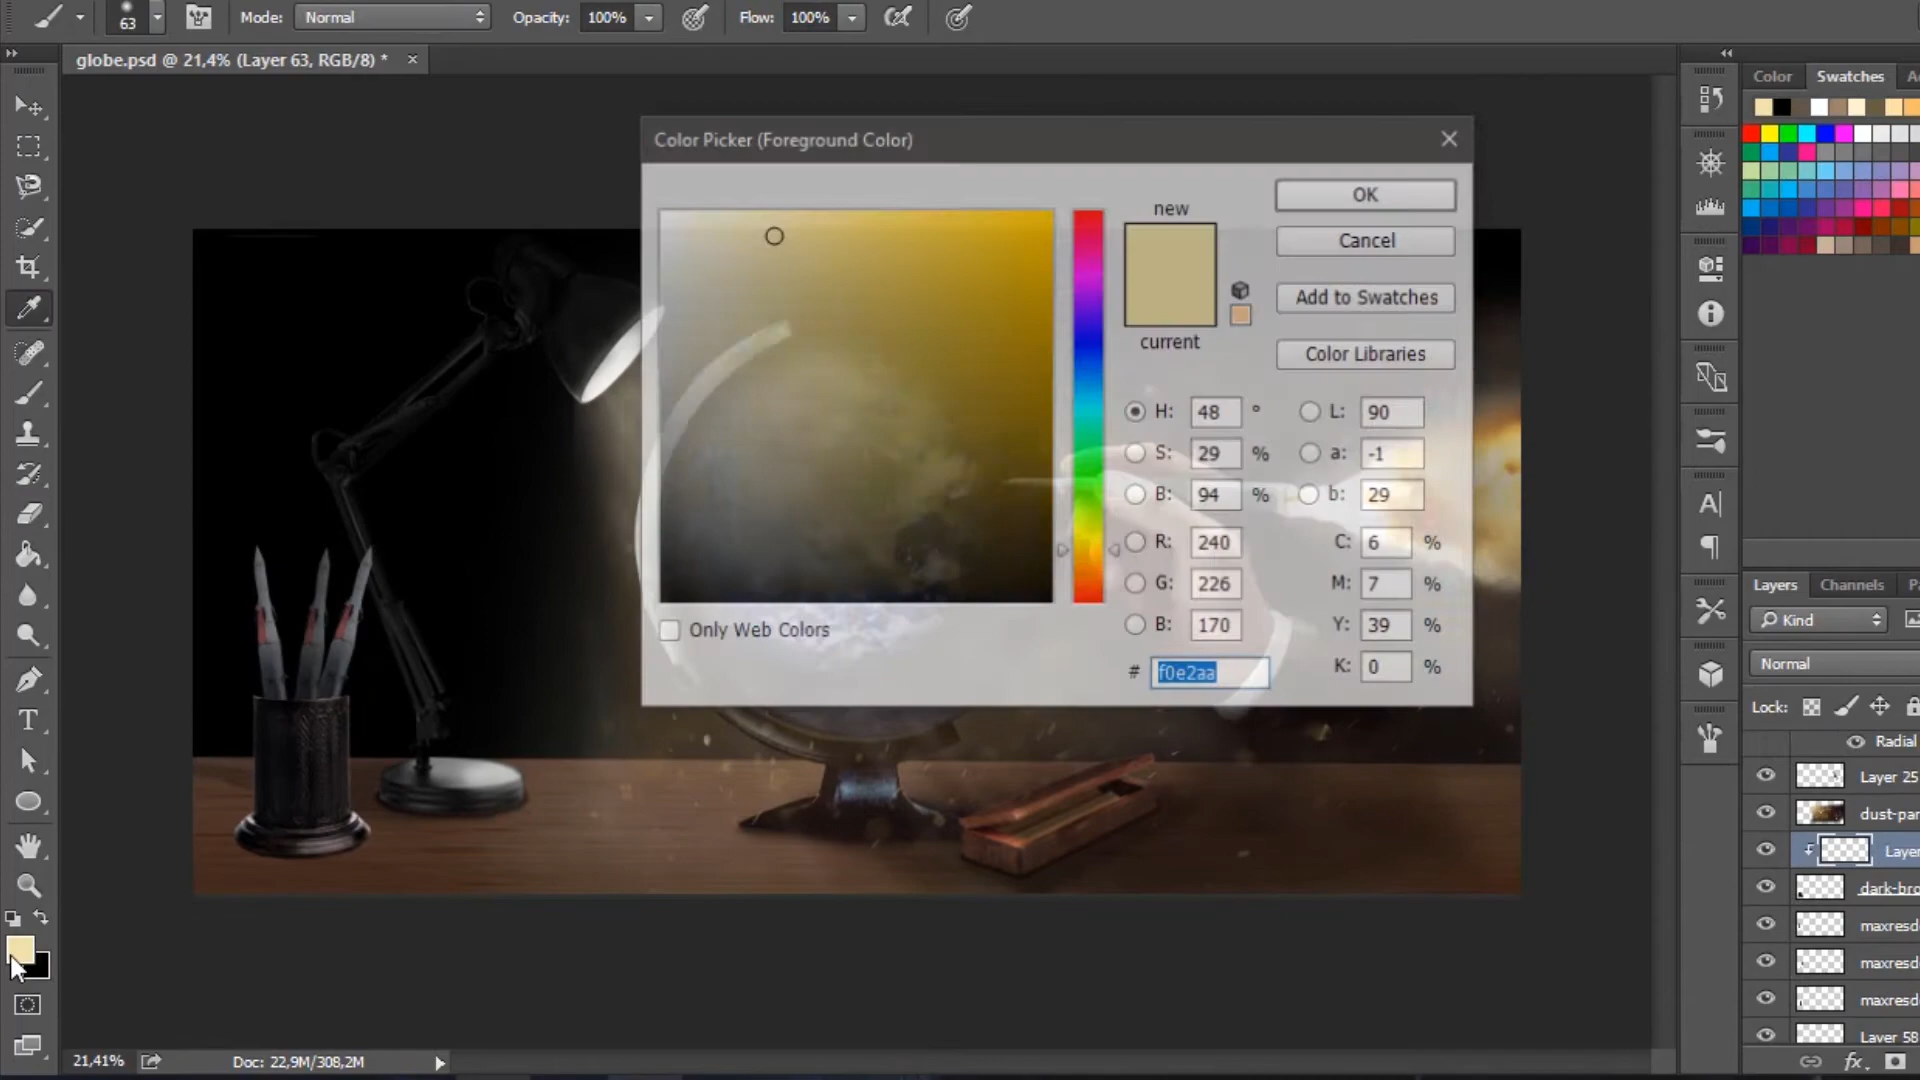 63
Mode: Normal
Opacity: 100%
Flow: 100%
globe.psd @ 21,4% (Layer 63, RGB/8) *
Color Swatches
Color Picker (Foreground Color)
new
current
OK
Cancel
Add to Swatches
Color Libraries
H: 48 °
S: 29 %
B: 94 %
R: 240
G: 226
B: 170
# f0e2aa
L: 90
a: -1
b: 29
C: 6 %
M: 7 %
Y: 39 %
K: 0 %
Only Web Colors
Layers Channels
Kind
Normal
Lock:
Radial
Layer 25
dust-par
Layer
dark-bro
maxresd
maxresd
maxresd
Layer 58
fx
21,41%
Doc: 22,9M/308,2M